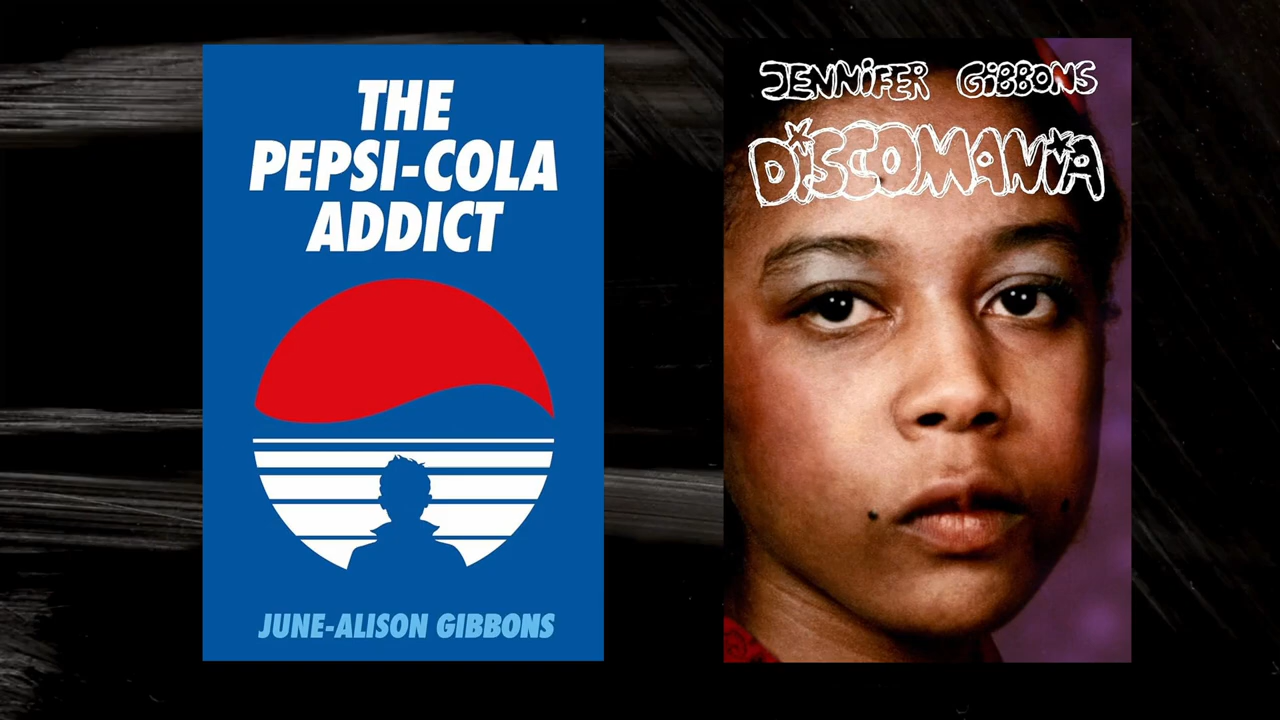 THE
PEPSI-COLA
ADDICT
JUNE-ALISON GIBBONS
JENNiFER GiBBONS
DiSCOMANiA